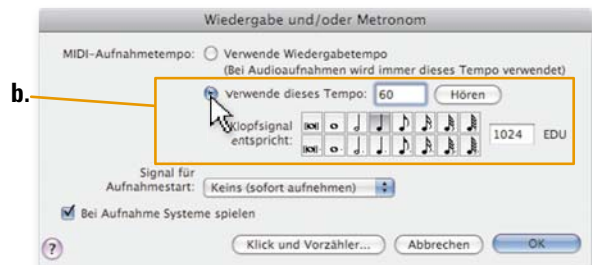 Wiedergabe und/oder Metronom
MIDI-Aufnahmetempo: Verwende Wiedergabetempo
(Bei Audioaufnahmen wird immer dieses Tempo verwendet)
b. Verwende dieses Tempo: 60 Hören
Klopfsignal
entspricht: 1024 EDU
Signal für
Aufnahmestart: Keins (sofort aufnehmen)
Bei Aufnahme Systeme spielen
? Klick und Vorzähler... Abbrechen OK